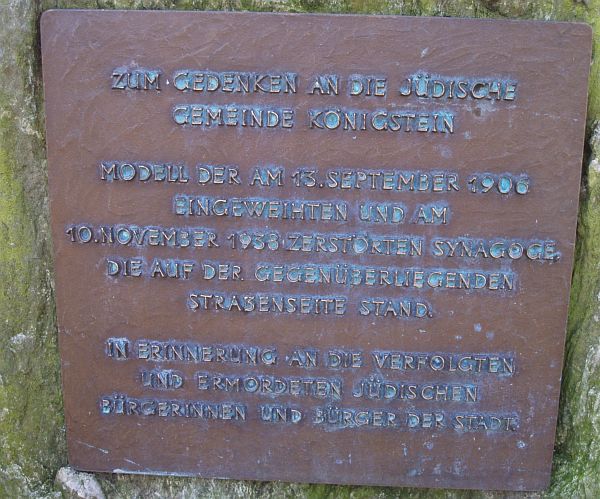 ZUM GEDENKEN AN DIE JÜDISCHE
GEMEINDE KÖNIGSTEIN
MODELL DER AM 13. SEPTEMBER 1906
EINGEWEIHTEN UND AM
10. NOVEMBER 1938 ZERSTÖRTEN SYNAGOGE,
DIE AUF DER GEGENÜBERLIEGENDEN
STRAßENSEITE STAND.
IN ERINNERUNG AN DIE VERFOLGTEN
UND ERMORDETEN JÜDISCHEN
BÜRGERINNEN UND BÜRGER DER STADT.